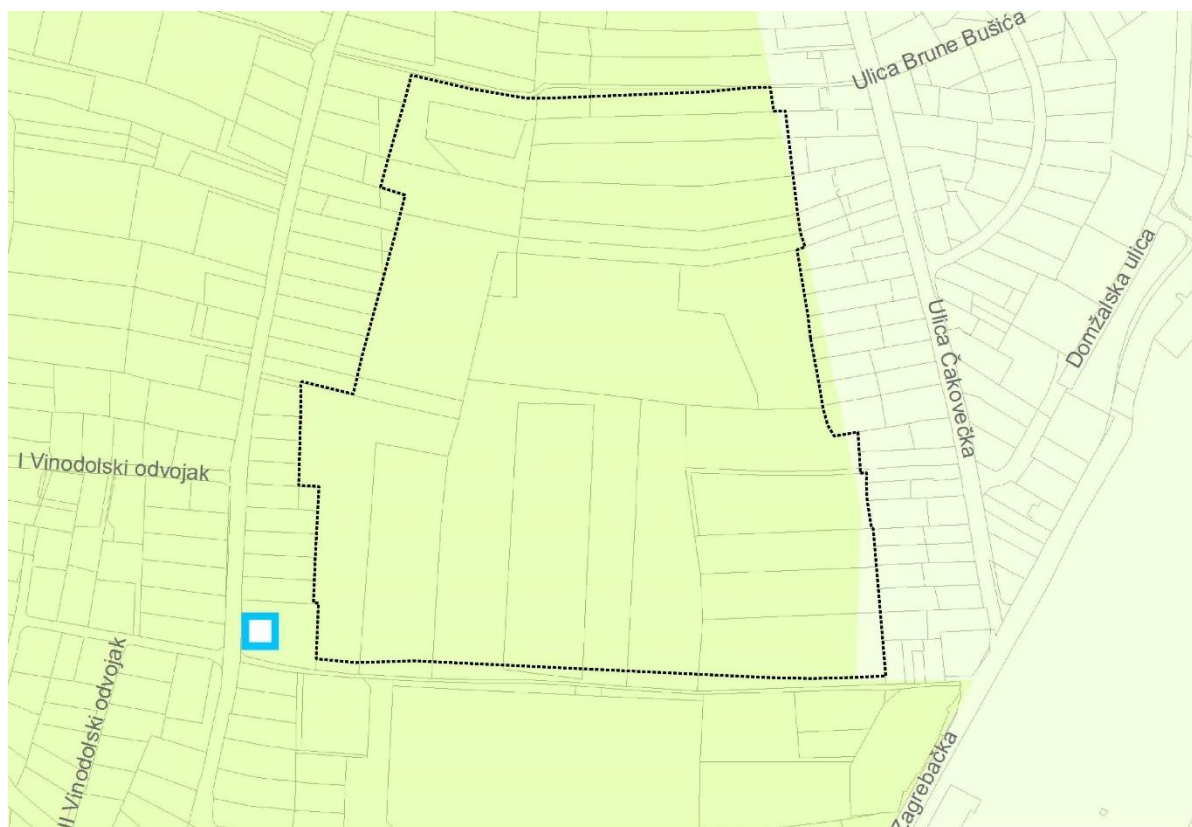 Ulica Brune Bušića
Domžalska ulica
Ulica Čakovečka
I Vinodolski odvojak
II Vinodolski odvojak
Zagrebačka